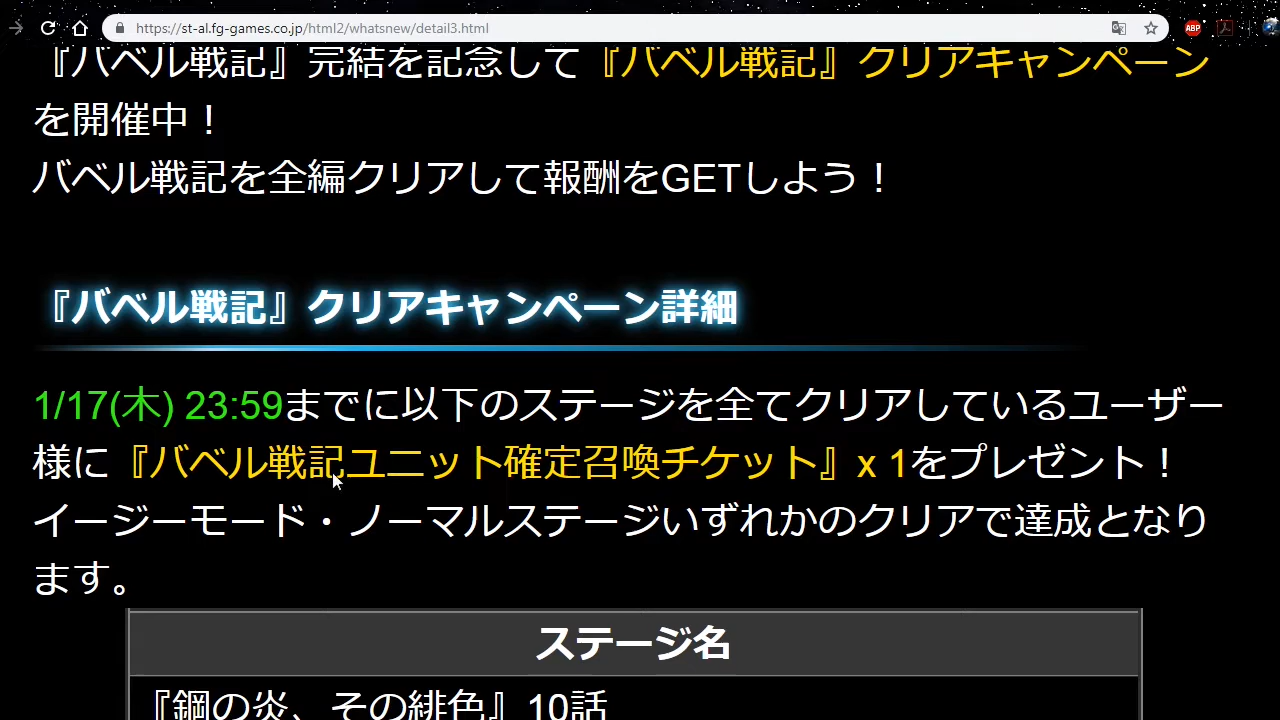 https://st-al.fg-games.co.jp/html2/whatsnew/detail3.html
ABP
『バベル戦記』完結を記念して『バベル戦記』クリアキャンペーン
を開催中！
バベル戦記を全編クリアして報酬をGETしよう！
『バベル戦記』クリアキャンペーン詳細
1/17(木) 23:59までに以下のステージを全てクリアしているユーザー
様に『バベル戦記ユニット確定召喚チケット』x 1をプレゼント！
イージーモード・ノーマルステージいずれかのクリアで達成となり
ます。
ステージ名
『鋼の炎、その緋色』10話